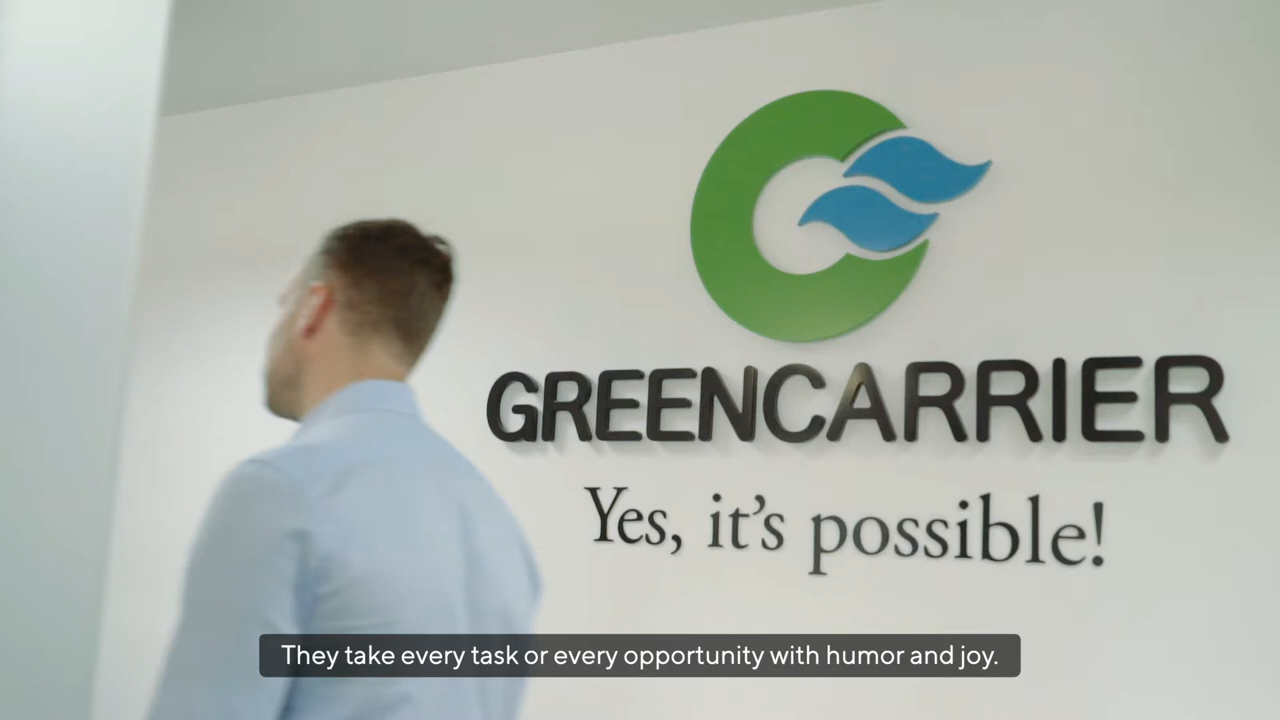 GREENCARRIER
Yes, it's possible!
They take every task or every opportunity with humor and joy.